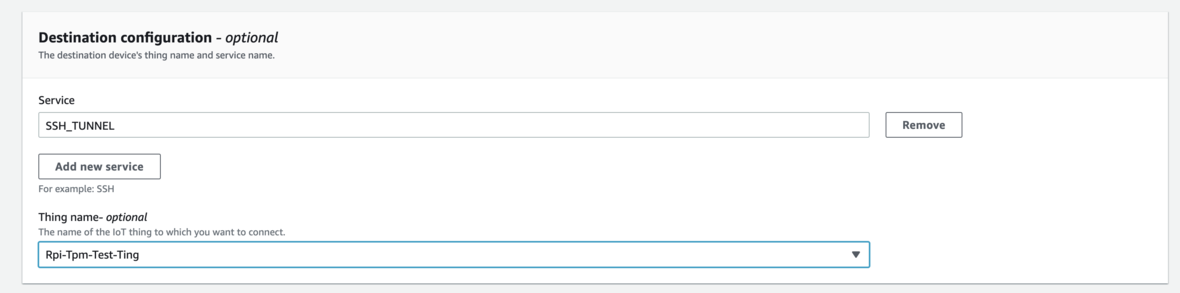 Destination configuration - optional
The destination device's thing name and service name.
Service
SSH_TUNNEL
Remove
Add new service
For example: SSH
Thing name- optional
The name of the IoT thing to which you want to connect.
Rpi-Tpm-Test-Ting